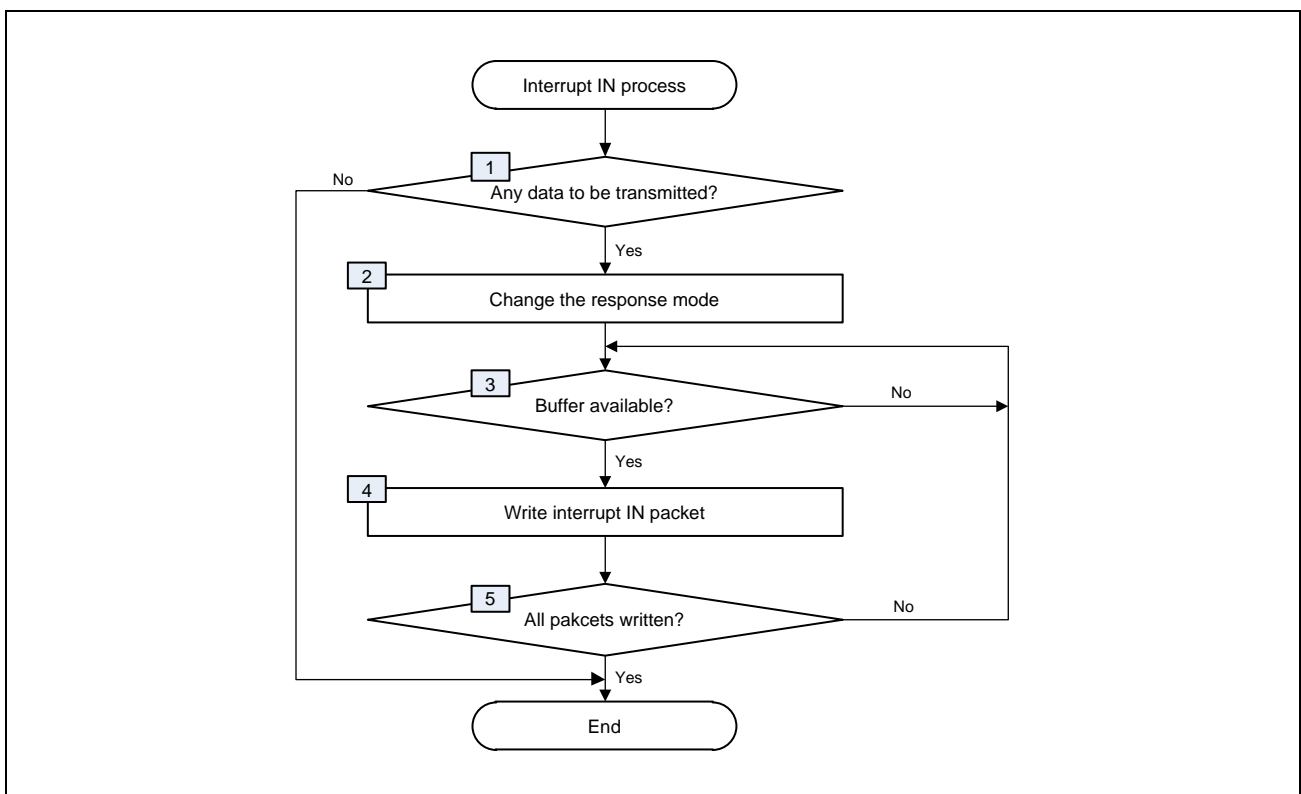 Interrupt IN process
1
Any data to be transmitted?
No
Yes
2
Change the response mode
3
Buffer available?
No
Yes
4
Write interrupt IN packet
5
All pakcets written?
No
Yes
End